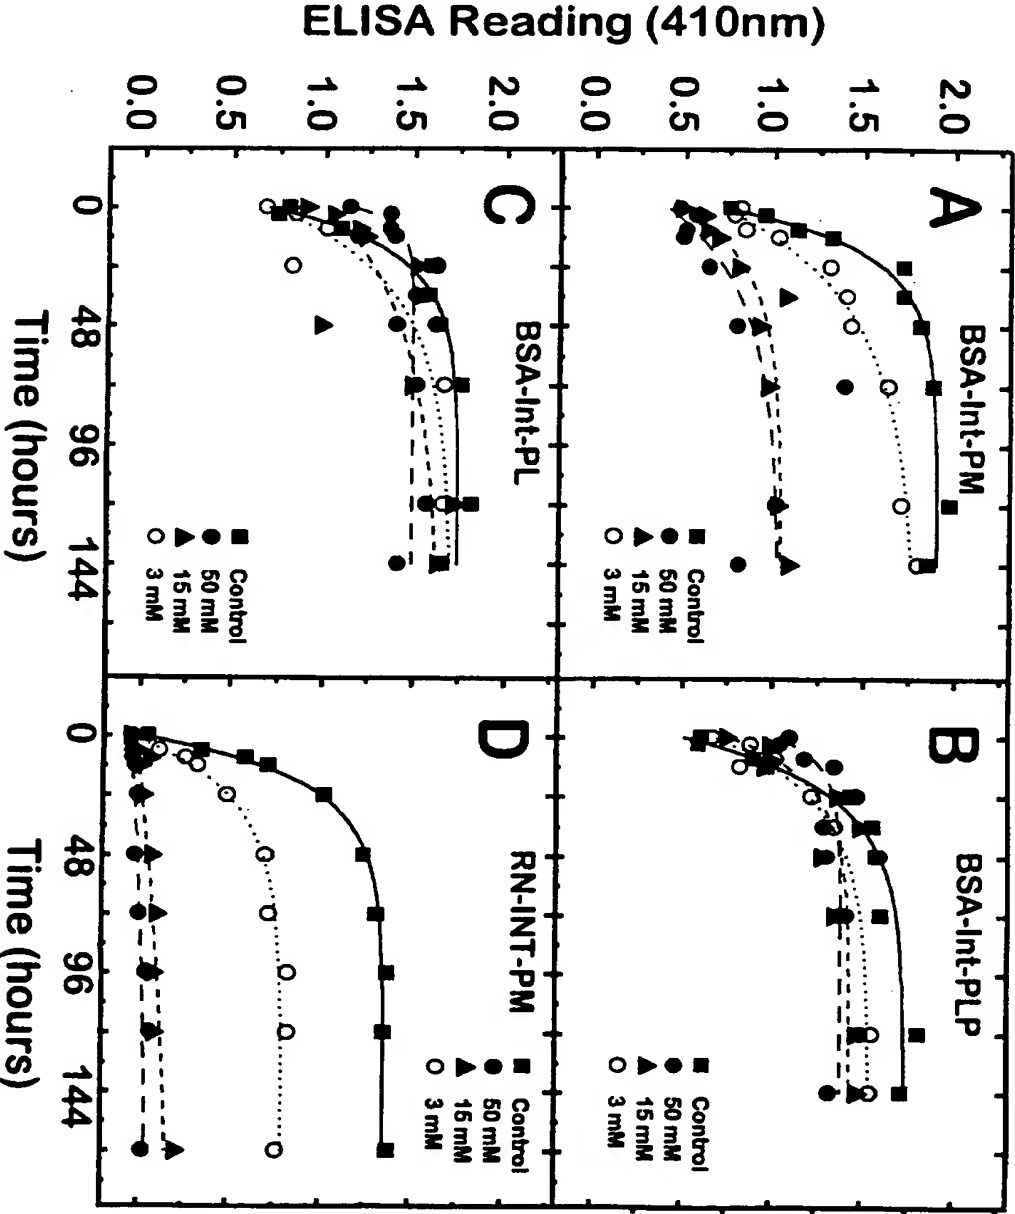 ELISA Reading (410nm)
A
BSA-Int-PM
2.0
1.5
1.0
0.5
0.0
Control
50 mM
15 mM
3 mM
B
BSA-Int-PLP
Control
50 mM
15 mM
3 mM
C
BSA-Int-PL
2.0
1.5
1.0
0.5
0.0
Control
50 mM
15 mM
3 mM
0 48 96 144
Time (hours)
D
RN-INT-PM
Control
50 mM
15 mM
3 mM
0 48 96 144
Time (hours)